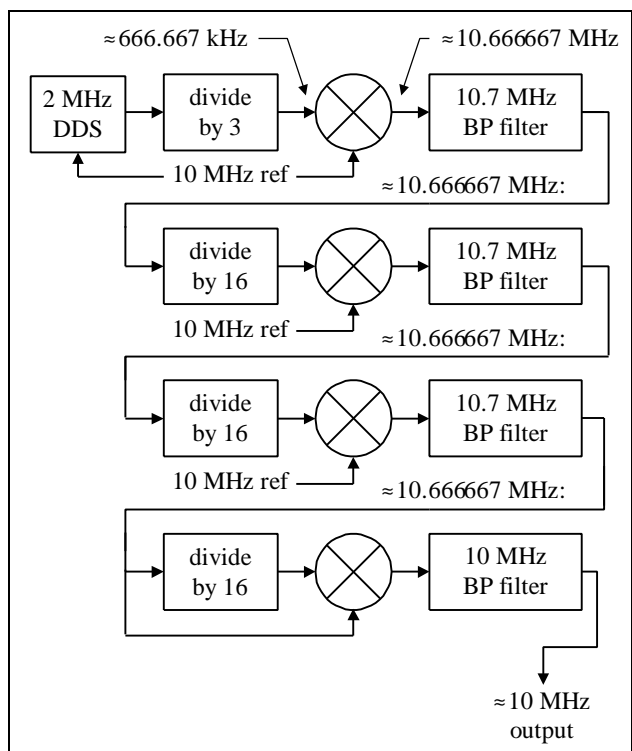 ≈666.667 kHz
≈10.666667 MHz
2 MHz
DDS
divide
by 3
10.7 MHz
BP filter
10 MHz ref
≈10.666667 MHz:
divide
by 16
10.7 MHz
BP filter
10 MHz ref
≈10.666667 MHz:
divide
by 16
10.7 MHz
BP filter
10 MHz ref
≈10.666667 MHz:
divide
by 16
10 MHz
BP filter
≈10 MHz
output